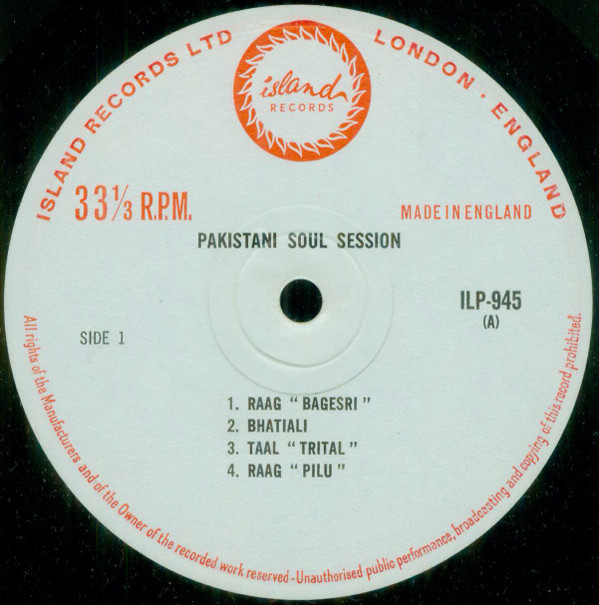 ISLAND RECORDS LTD
LONDON · ENGLAND
island
RECORDS
33⅓ R.P.M.
MADE IN ENGLAND
PAKISTANI SOUL SESSION
ILP-945
(A)
SIDE 1
1. RAAG “BAGESRI”
2. BHATIALI
3. TAAL “TRITAL”
4. RAAG “PILU”
All rights of the Manufacturers and of the Owner of the recorded work reserved - Unauthorised public performance, broadcasting and copying of this record prohibited.